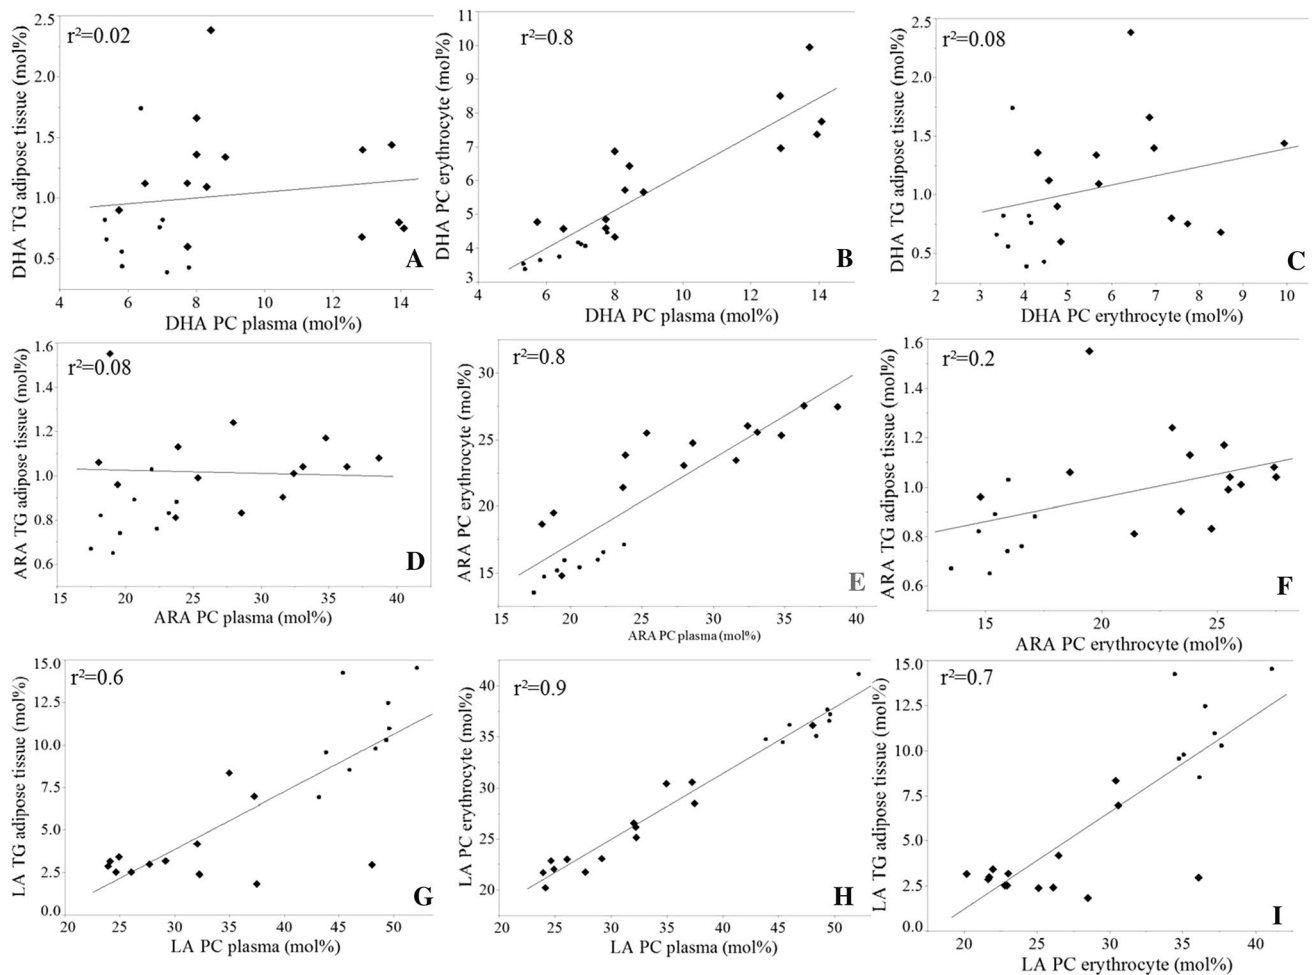 r²=0.02
DHA TG adipose tissue (mol%)
2.5
2.0
1.5
1.0
0.5
4 6 8 10 12 14
DHA PC plasma (mol%)
A
r²=0.8
DHA PC erythrocyte (mol%)
11
10
9
8
7
6
5
4
3
4 6 8 10 12 14
DHA PC plasma (mol%)
B
r²=0.08
DHA TG adipose tissue (mol%)
2.5
2.0
1.5
1.0
0.5
2 3 4 5 6 7 8 9 10
DHA PC erythrocyte (mol%)
C
r²=0.08
ARA TG adipose tissue (mol%)
1.6
1.4
1.2
1.0
0.8
0.6
15 20 25 30 35 40
ARA PC plasma (mol%)
D
r²=0.8
ARA PC erythrocyte (mol%)
30
25
20
15
15 20 25 30 35 40
ARA PC plasma (mol%)
E
r²=0.2
ARA TG adipose tissue (mol%)
1.6
1.4
1.2
1.0
0.8
0.6
15 20 25
ARA PC erythrocyte (mol%)
F
r²=0.6
LA TG adipose tissue (mol%)
15.0
12.5
10.0
7.5
5.0
2.5
0.0
20 25 30 35 40 45 50
LA PC plasma (mol%)
G
r²=0.9
LA PC erythrocyte (mol%)
40
35
30
25
20
20 25 30 35 40 45 50
LA PC plasma (mol%)
H
r²=0.7
LA TG adipose tissue (mol%)
15.0
12.5
10.0
7.5
5.0
2.5
0.0
20 25 30 35 40
LA PC erythrocyte (mol%)
I